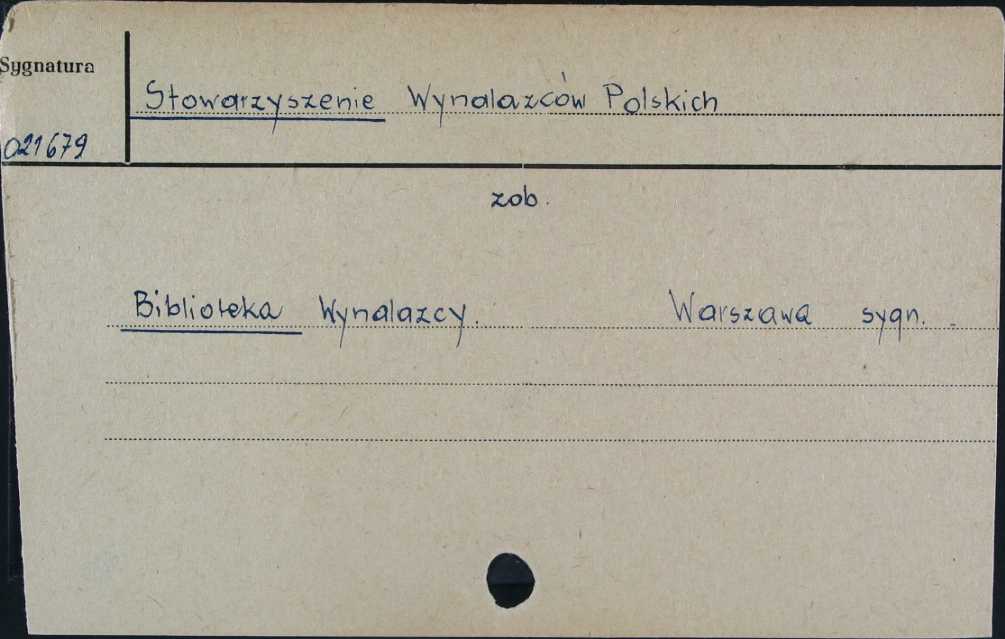 Sygnatura
Stowarzyszenie Wynalazców Polskich
021679
zob.
Biblioteka Wynalazcy. Warszawa sygn.